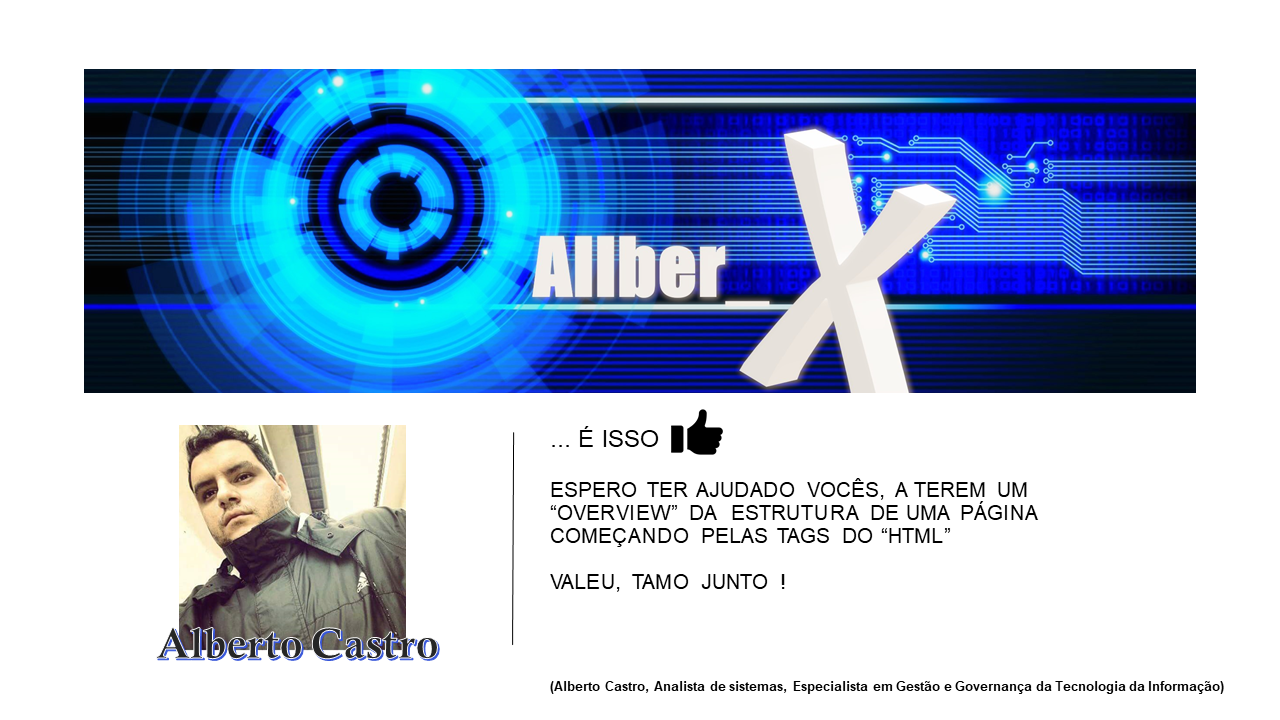 Allber_X
... É ISSO
ESPERO TER AJUDADO VOCÊS, A TEREM UM
“OVERVIEW” DA ESTRUTURA DE UMA PÁGINA
COMEÇANDO PELAS TAGS DO “HTML”
VALEU, TAMO JUNTO !
Alberto Castro
(Alberto Castro, Analista de sistemas, Especialista em Gestão e Governança da Tecnologia da Informação)